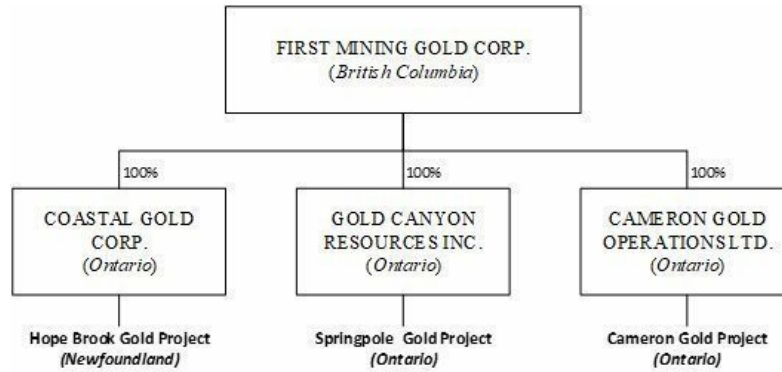 FIRST MINING GOLD CORP.
(British Columbia)
100%
100%
100%
COASTAL GOLD
CORP.
(Ontario)
GOLD CANYON
RESOURCES INC.
(Ontario)
CAMERON GOLD
OPERATIONS LTD.
(Ontario)
Hope Brook Gold Project
(Newfoundland)
Springpole Gold Project
(Ontario)
Cameron Gold Project
(Ontario)